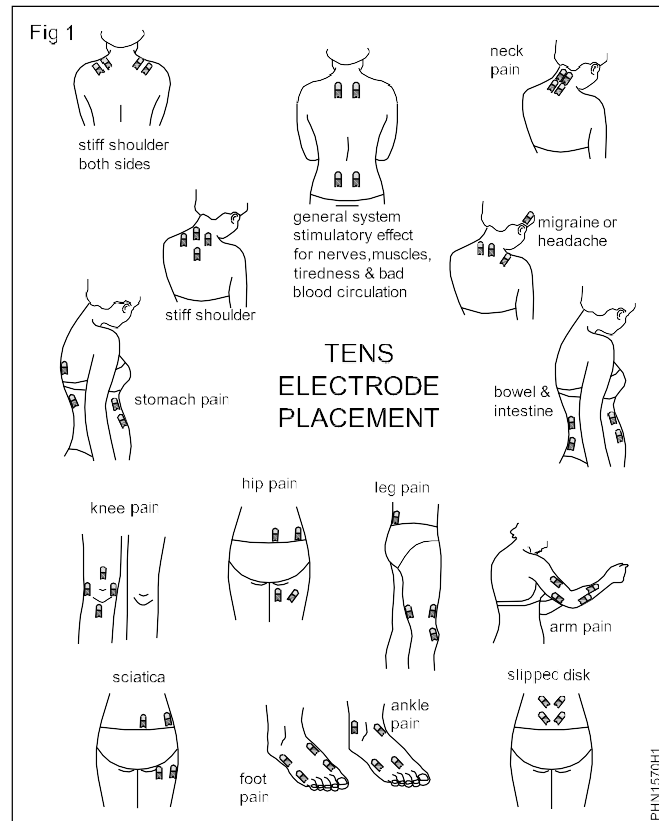 Fig 1
stiff shoulder
both sides
general system
stimulatory effect
for nerves,muscles,
tiredness & bad
blood circulation
neck
pain
stiff shoulder
migraine or
headache
stomach pain
TENS
ELECTRODE
PLACEMENT
bowel &
intestine
knee pain
hip pain
leg pain
arm pain
sciatica
foot
pain
ankle
pain
slipped disk
PHN1570H1